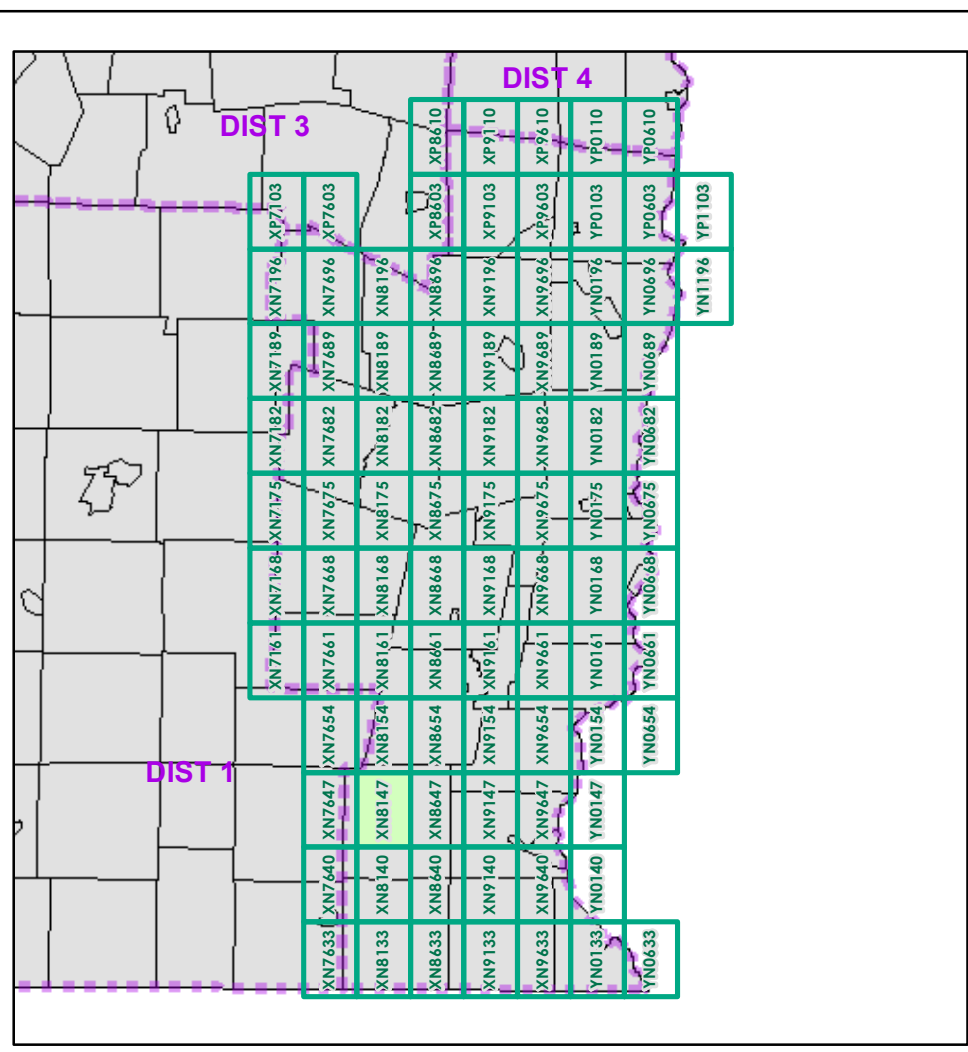 DIST 4
DIST 3
XP8610
XP9110
XP9610
YP0110
YP0610
XP7103
XP7603
XP8603
XP9103
XP9603
YP0103
YP0603
YP1103
XN7196
XN7696
XN8196
XN8696
XN9196
XN9696
YN0196
YN0696
YN1196
XN7189
XN7689
XN8189
XN8689
XN9189
XN9689
YN0189
YN0689
XN7182
XN7682
XN8182
XN8682
XN9182
XN9682
YN0182
YN0682
XN7175
XN7675
XN8175
XN8675
XN9175
XN9675
YN0175
YN0675
XN7168
XN7668
XN8168
XN8668
XN9168
XN9668
YN0168
YN0668
XN7161
XN7661
XN8161
XN8661
XN9161
XN9661
YN0161
YN0661
XN7654
XN8154
XN8654
XN9154
XN9654
YN0154
YN0654
DIST 1
XN7647
XN8147
XN8647
XN9147
XN9647
YN0147
XN7640
XN8140
XN8640
XN9140
XN9640
YN0140
XN7633
XN8133
XN8633
XN9133
XN9633
YN0133
YN0633